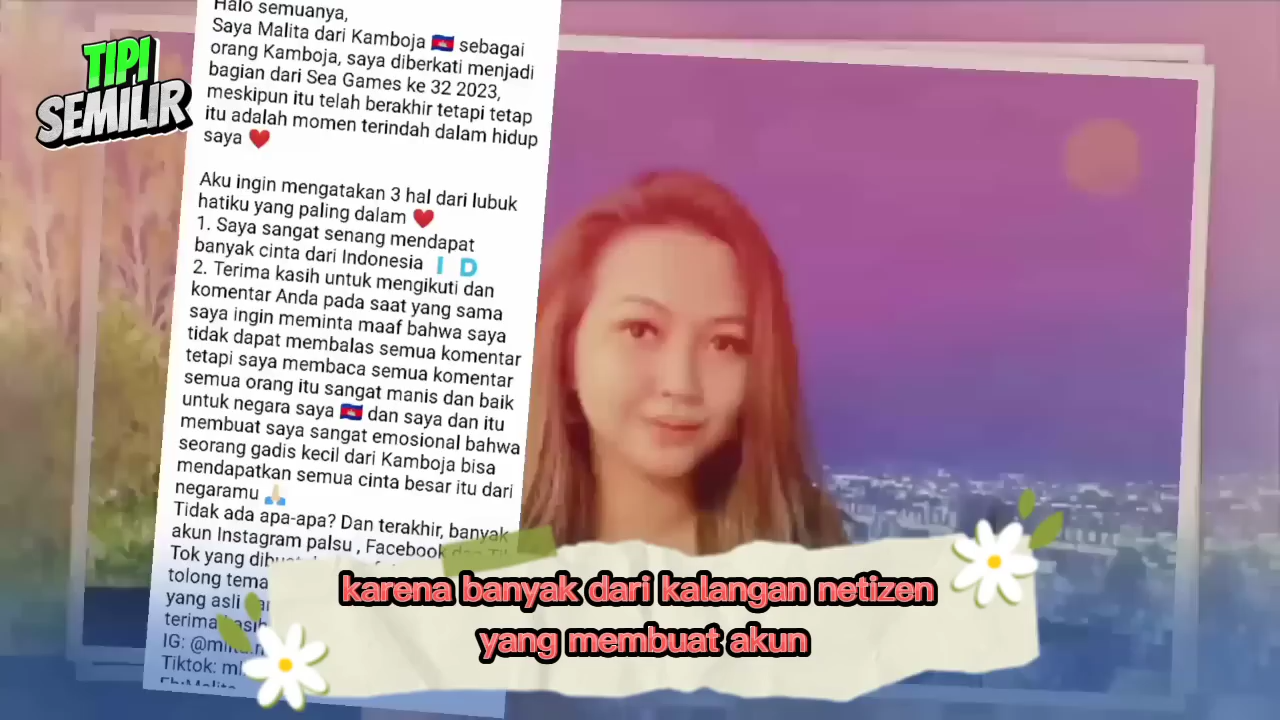 TIPI
SEMILIR
Halo semuanya,
Saya Malita dari Kamboja 🇰🇭 sebagai
orang Kamboja, saya diberkati menjadi
bagian dari Sea Games ke 32 2023,
meskipun itu telah berakhir tetapi tetap
itu adalah momen terindah dalam hidup
saya ❤️
Aku ingin mengatakan 3 hal dari lubuk
hatiku yang paling dalam ❤️
1. Saya sangat senang mendapat
banyak cinta dari Indonesia 🇮 🇩
2. Terima kasih untuk mengikuti dan
komentar Anda pada saat yang sama
saya ingin meminta maaf bahwa saya
tidak dapat membalas semua komentar
tetapi saya membaca semua komentar
semua orang itu sangat manis dan baik
untuk negara saya 🇰🇭 dan saya dan itu
membuat saya sangat emosional bahwa
seorang gadis kecil dari Kamboja bisa
mendapatkan semua cinta besar itu dari
negaramu 🙏🏻
Tidak ada apa-apa? Dan terakhir, banyak
akun Instagram palsu , Facebook
Tok yang
tolong
yang asli
terima kasih
IG:
Tiktok:
karena banyak dari kalangan netizen
yang membuat akun